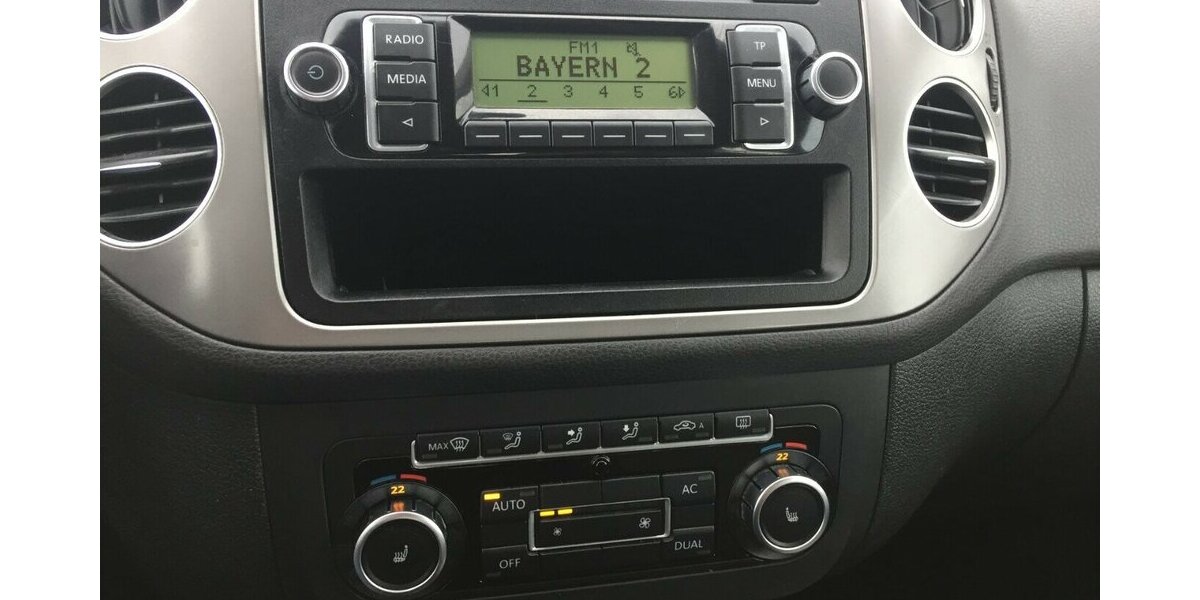 RADIO
MEDIA
FM1
BAYERN 2
1 2 3 4 5 6
TP
MENU
MAX
A
22
22
AUTO
AC
OFF
DUAL